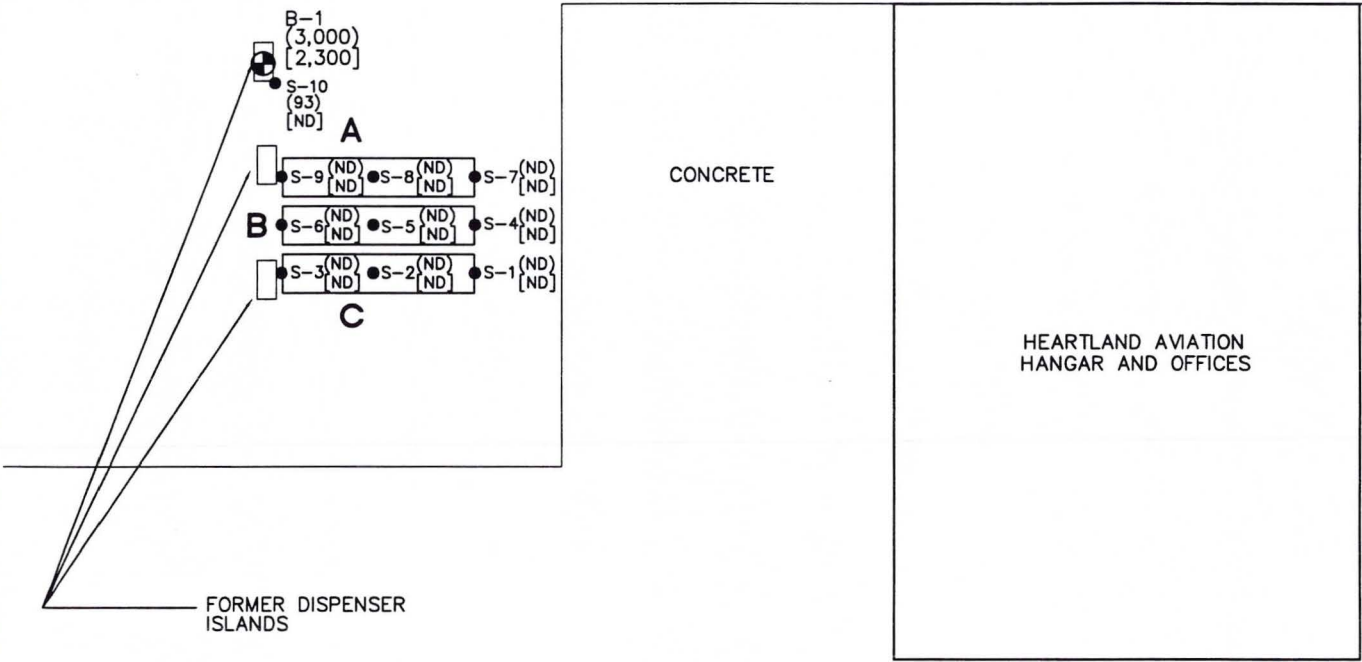 B-1
(3,000)
[2,300]
S-10
(93)
[ND]
A
S-9 (ND) S-8 (ND) S-7 (ND)
[ND] [ND] [ND]
B
S-6 (ND) S-5 (ND) S-4 (ND)
[ND] [ND] [ND]
S-3 (ND) S-2 (ND) S-1 (ND)
[ND] [ND] [ND]
C
CONCRETE
HEARTLAND AVIATION
HANGAR AND OFFICES
FORMER DISPENSER
ISLANDS